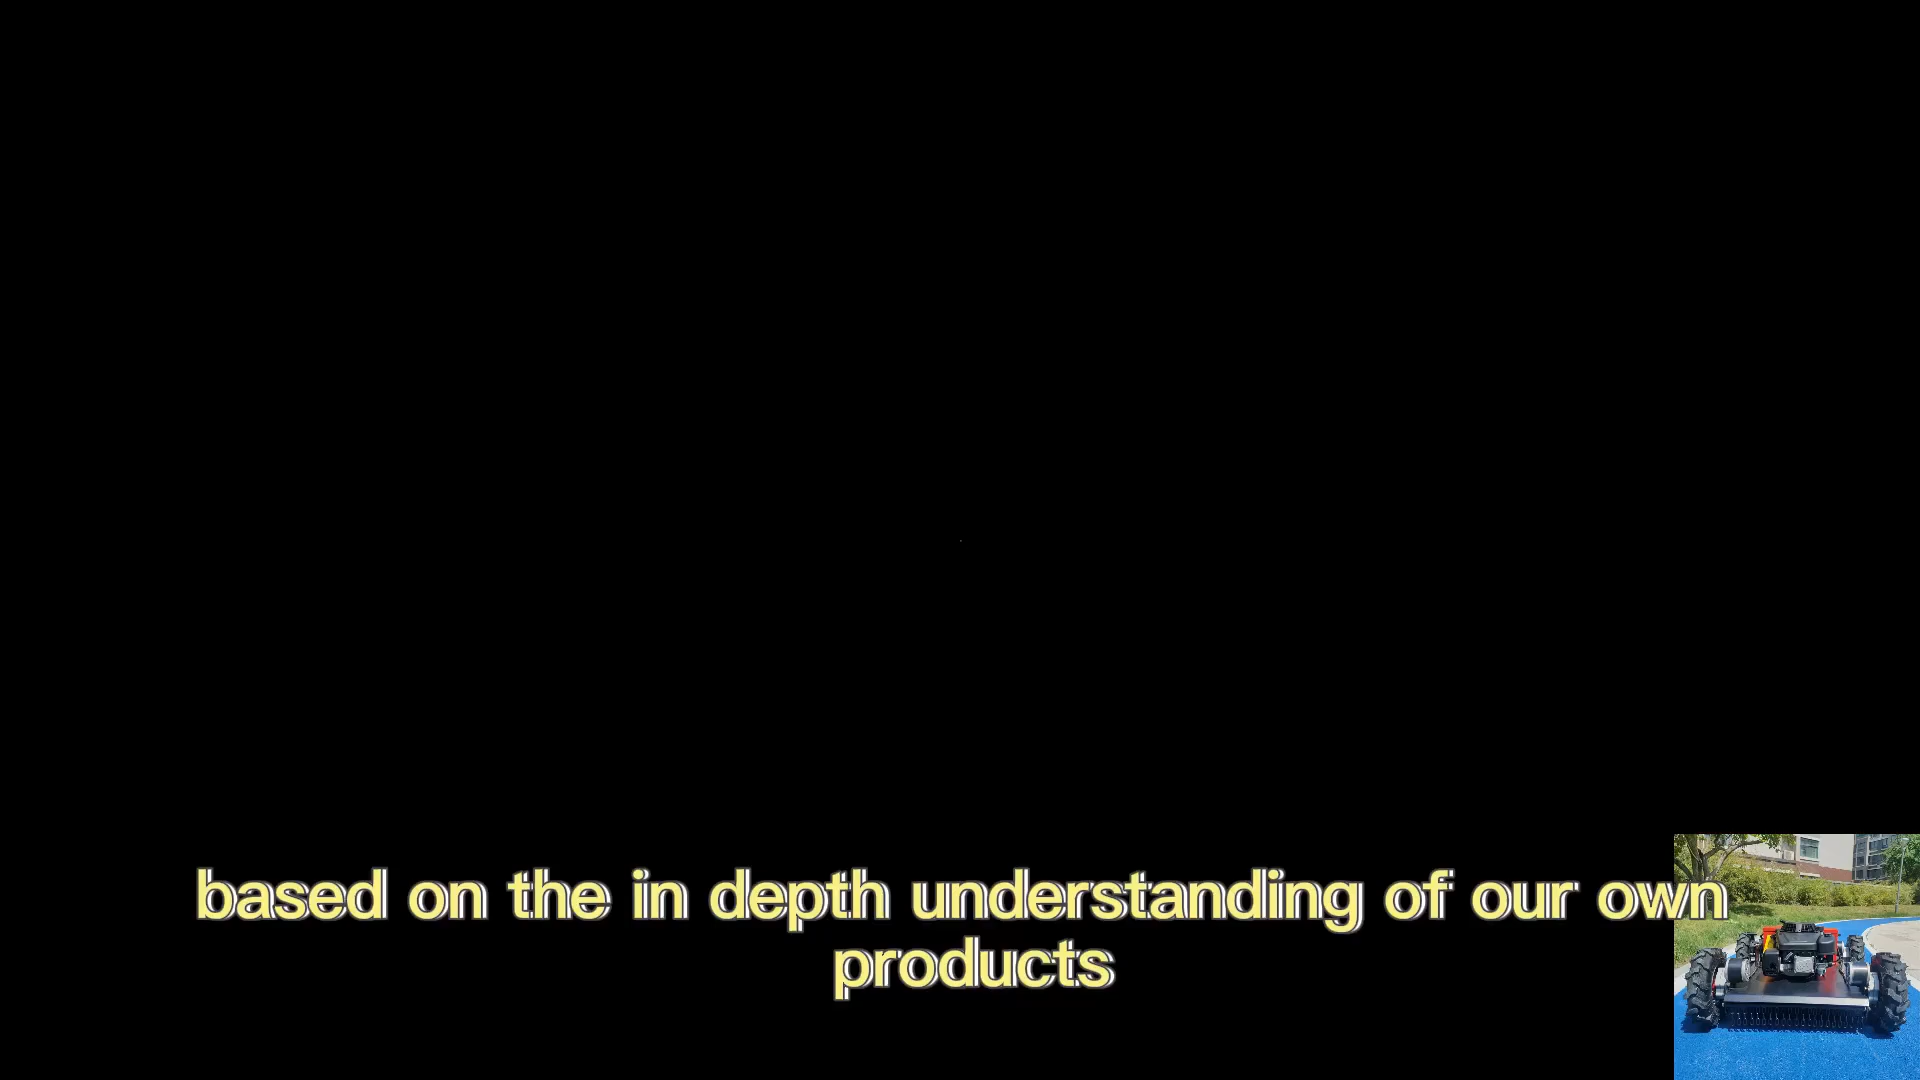 based on the in depth understanding of our own
products